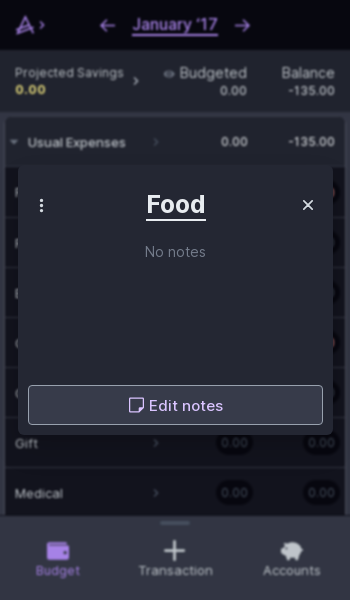 January '17
Projected Savings
0.00
Budgeted
0.00
Balance
-135.00
Usual Expenses
0.00
-135.00
Food
No notes
Edit notes
Gift
0.00
0.00
Medical
0.00
0.00
Budget
Transaction
Accounts